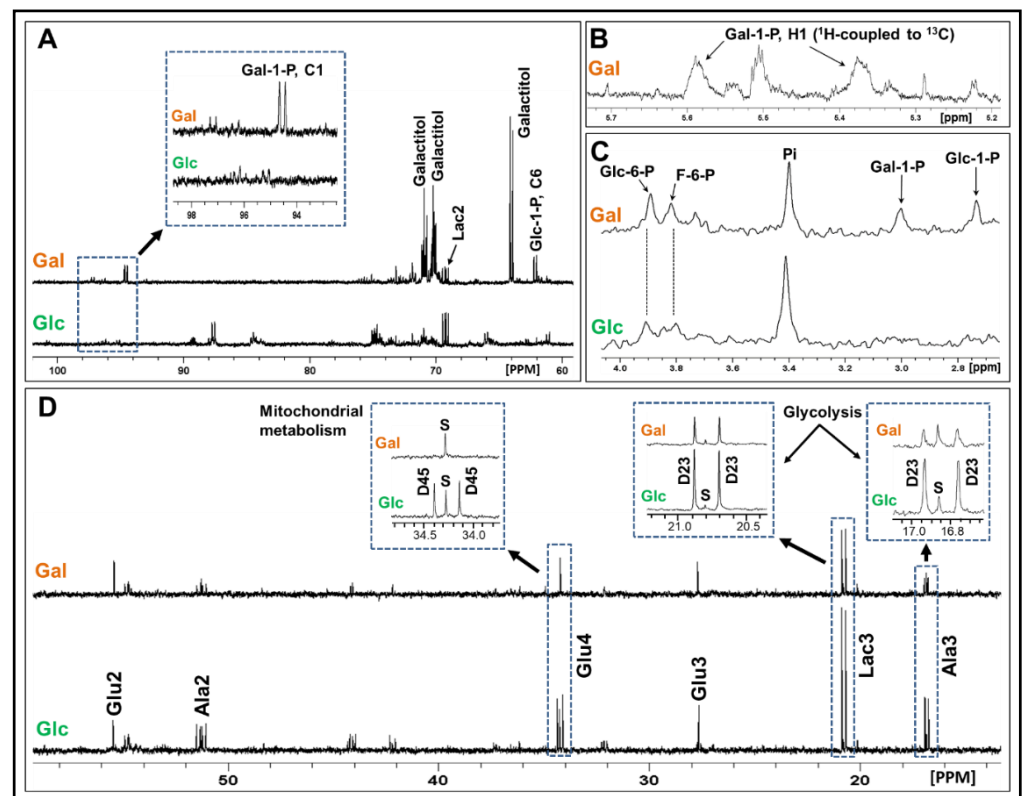 A
Gal-1-P, C1
Gal
Glc
98 96 94
Galactitol
Galactitol
Lac2
Galactitol
Glc-1-P, C6
Gal
Glc
100 90 80 70 [PPM] 60
B
Gal-1-P, H1 (¹H-coupled to ¹³C)
Gal
5.7 5.6 5.5 5.4 5.3 [ppm] 5.2
C
Glc-6-P
F-6-P
Pi
Gal-1-P
Glc-1-P
Gal
Glc
4.0 3.8 3.6 3.4 3.2 3.0 2.8 [ppm]
D
Mitochondrial
metabolism
Gal
S
Glc
D45
S
D45
34.3 34.0
Glycolysis
Gal
D23
D23
S
Glc
21.0 20.5
Gal
D23
S
S
D23
Glc
17.0 16.8
Gal
Glc
Glu2
Ala2
Glu4
Glu3
Lac3
Ala3
50 40 30 20 [PPM]